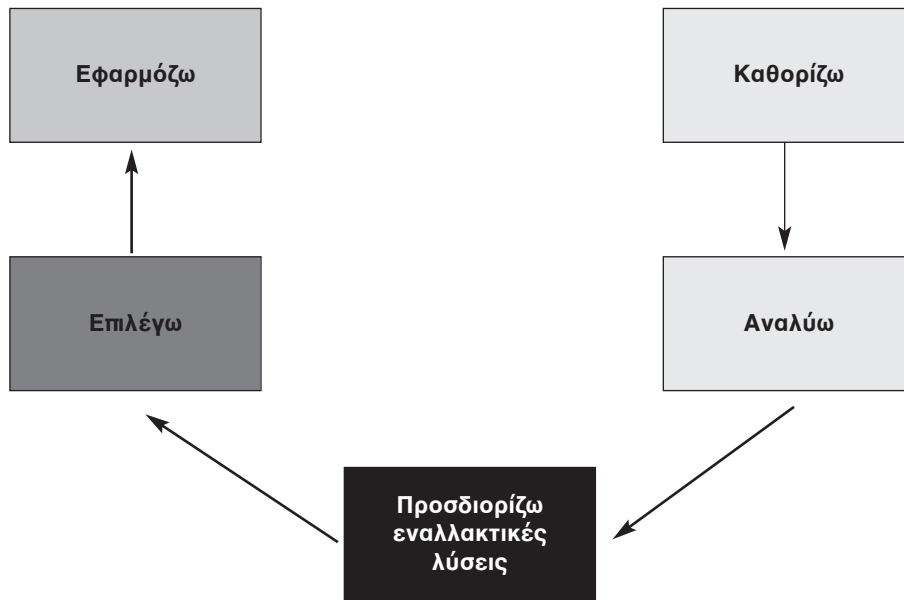 Εφαρμόζω
Καθορίζω
Επιλέγω
Αναλύω
Προσδιορίζω
εναλλακτικές
λύσεις